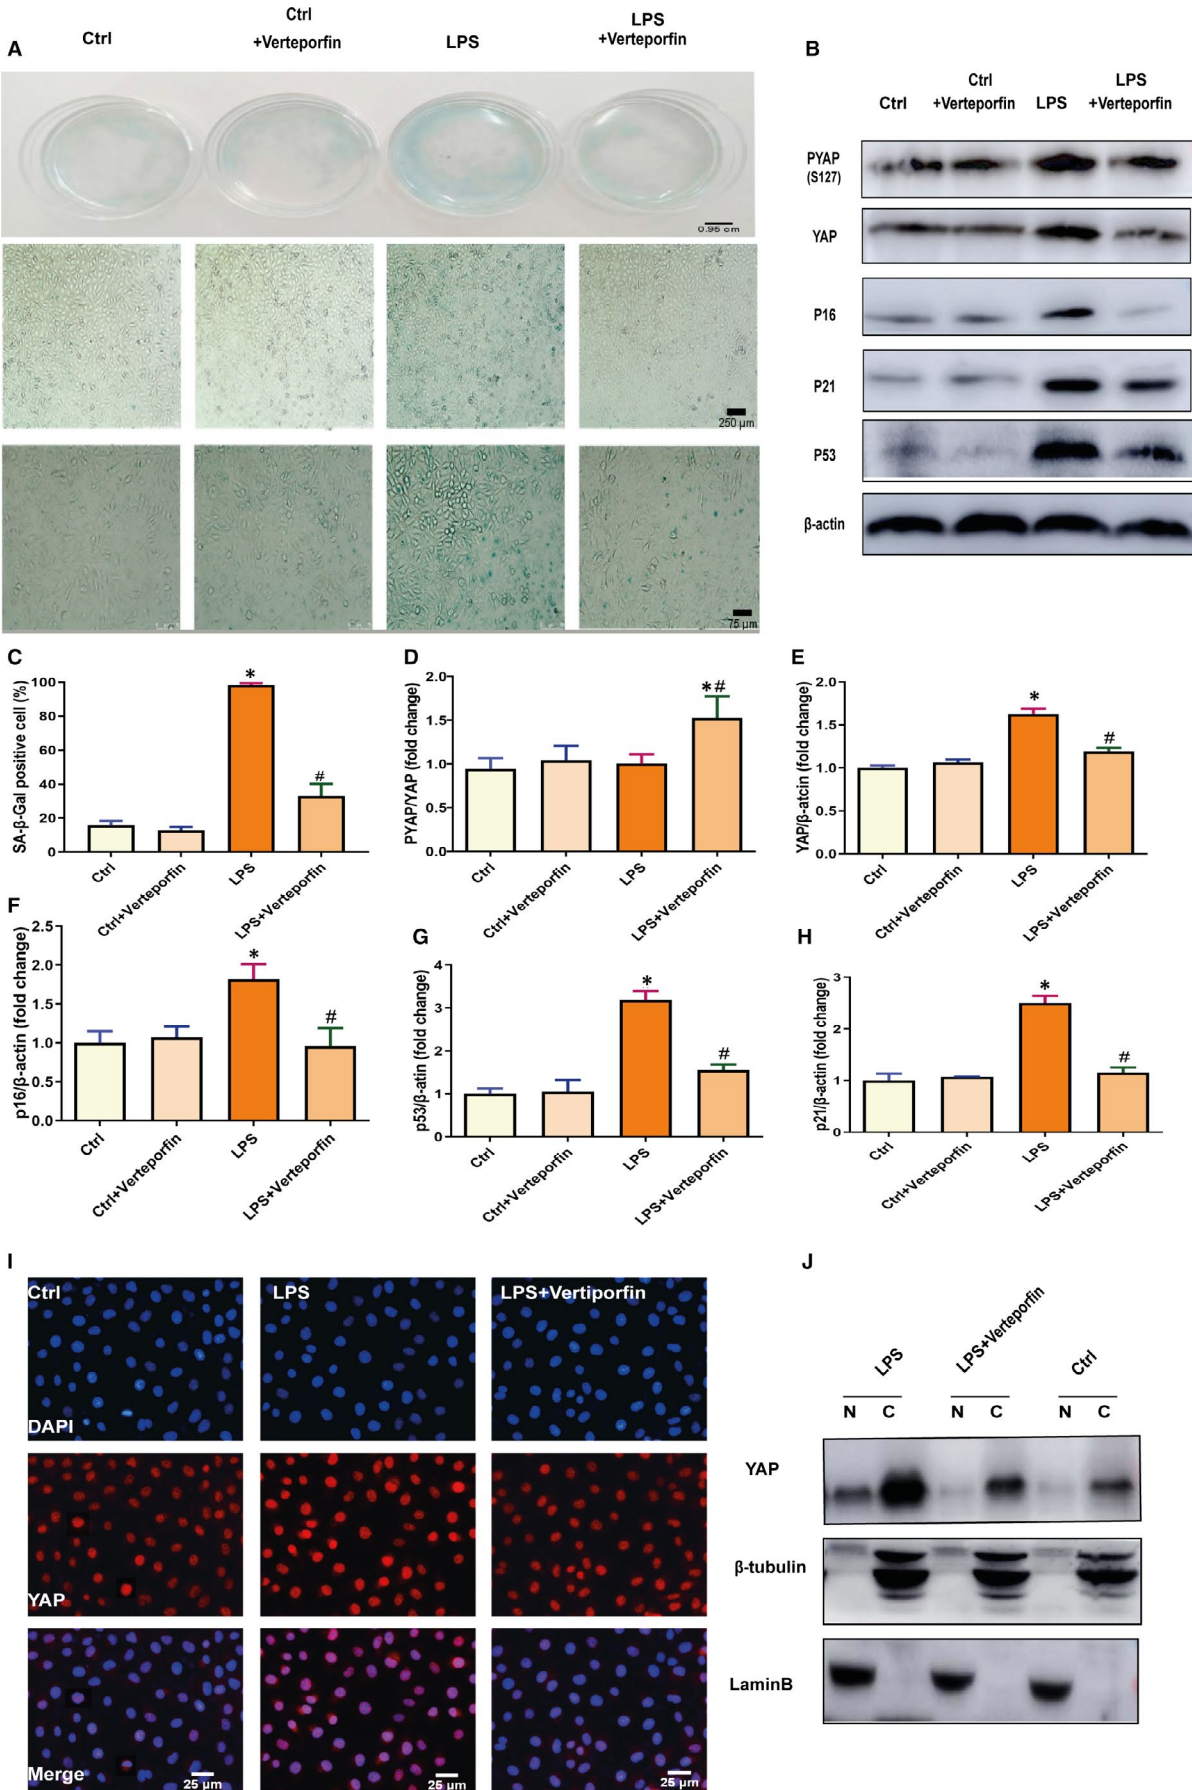 A
Ctrl
Ctrl
+Verteporfin
LPS
LPS
+Verteporfin
0.95 cm
250 µm
75 µm
B
Ctrl
Ctrl
+Verteporfin
LPS
LPS
+Verteporfin
PYAP
(S127)
YAP
P16
P21
P53
β-actin
C
SA-β-Gal positive cell (%)
100
80
60
40
20
0
*
#
Ctrl
Ctrl+Verteporfin
LPS
LPS+Verteporfin
D
PYAP/YAP (fold change)
2.0
1.5
1.0
0.5
0.0
*#
Ctrl
Ctrl+Verteporfin
LPS
LPS+Verteporfin
E
YAP/β-atcin (fold change)
2.0
1.5
1.0
0.5
0.0
*
#
Ctrl
Ctrl+Verteporfin
LPS
LPS+Verteporfin
F
p16/β-actin (fold change)
2.5
2.0
1.5
1.0
0.5
0.0
*
#
Ctrl
Ctrl+Verteporfin
LPS
LPS+Verteporfin
G
p53/β-atin (fold change)
4
3
2
1
0
*
#
Ctrl
Ctrl+Verteporfin
LPS
LPS+Verteporfin
H
p21/β-actin (fold change)
3
2
1
0
*
#
Ctrl
Ctrl+Verteporfin
LPS
LPS+Verteporfin
I
Ctrl
LPS
LPS+Vertiporfin
DAPI
YAP
Merge
25 µm
25 µm
25 µm
J
LPS
LPS+Verteporfin
Ctrl
N C N C N C
YAP
β-tubulin
LaminB